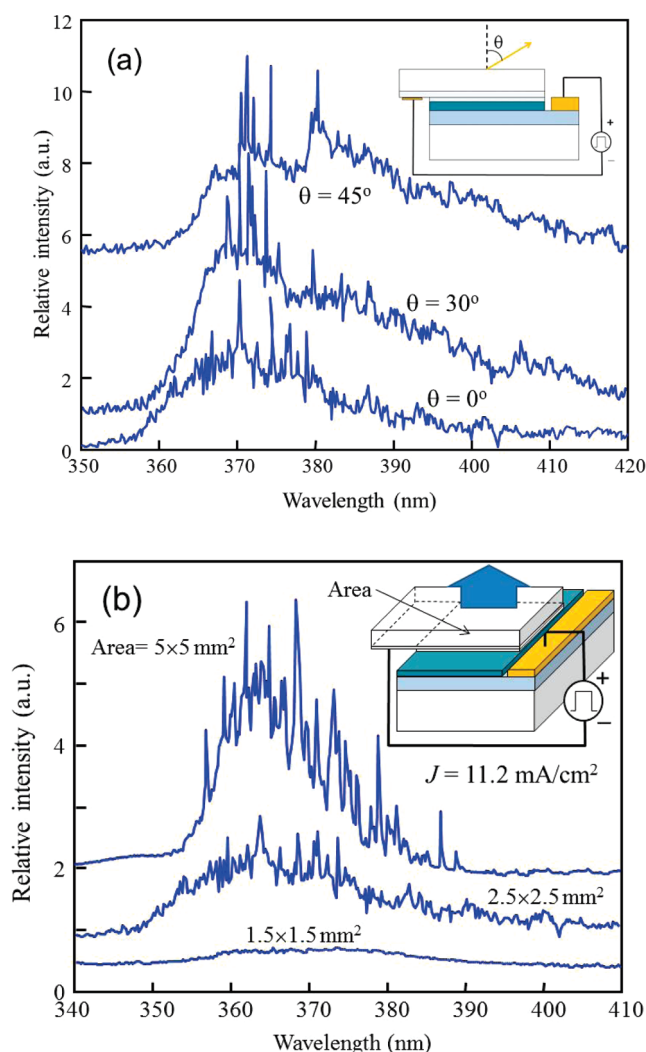 (a)
Relative intensity (a.u.)
12
10
8
6
4
2
0
θ
+
−
θ = 45°
θ = 30°
θ = 0°
350 360 370 380 390 400 410 420
Wavelength (nm)
(b)
Relative intensity (a.u.)
6
4
2
0
Area
Area= 5×5 mm²
+
−
J = 11.2 mA/cm²
2.5×2.5 mm²
1.5×1.5 mm²
340 350 360 370 380 390 400 410
Wavelength (nm)